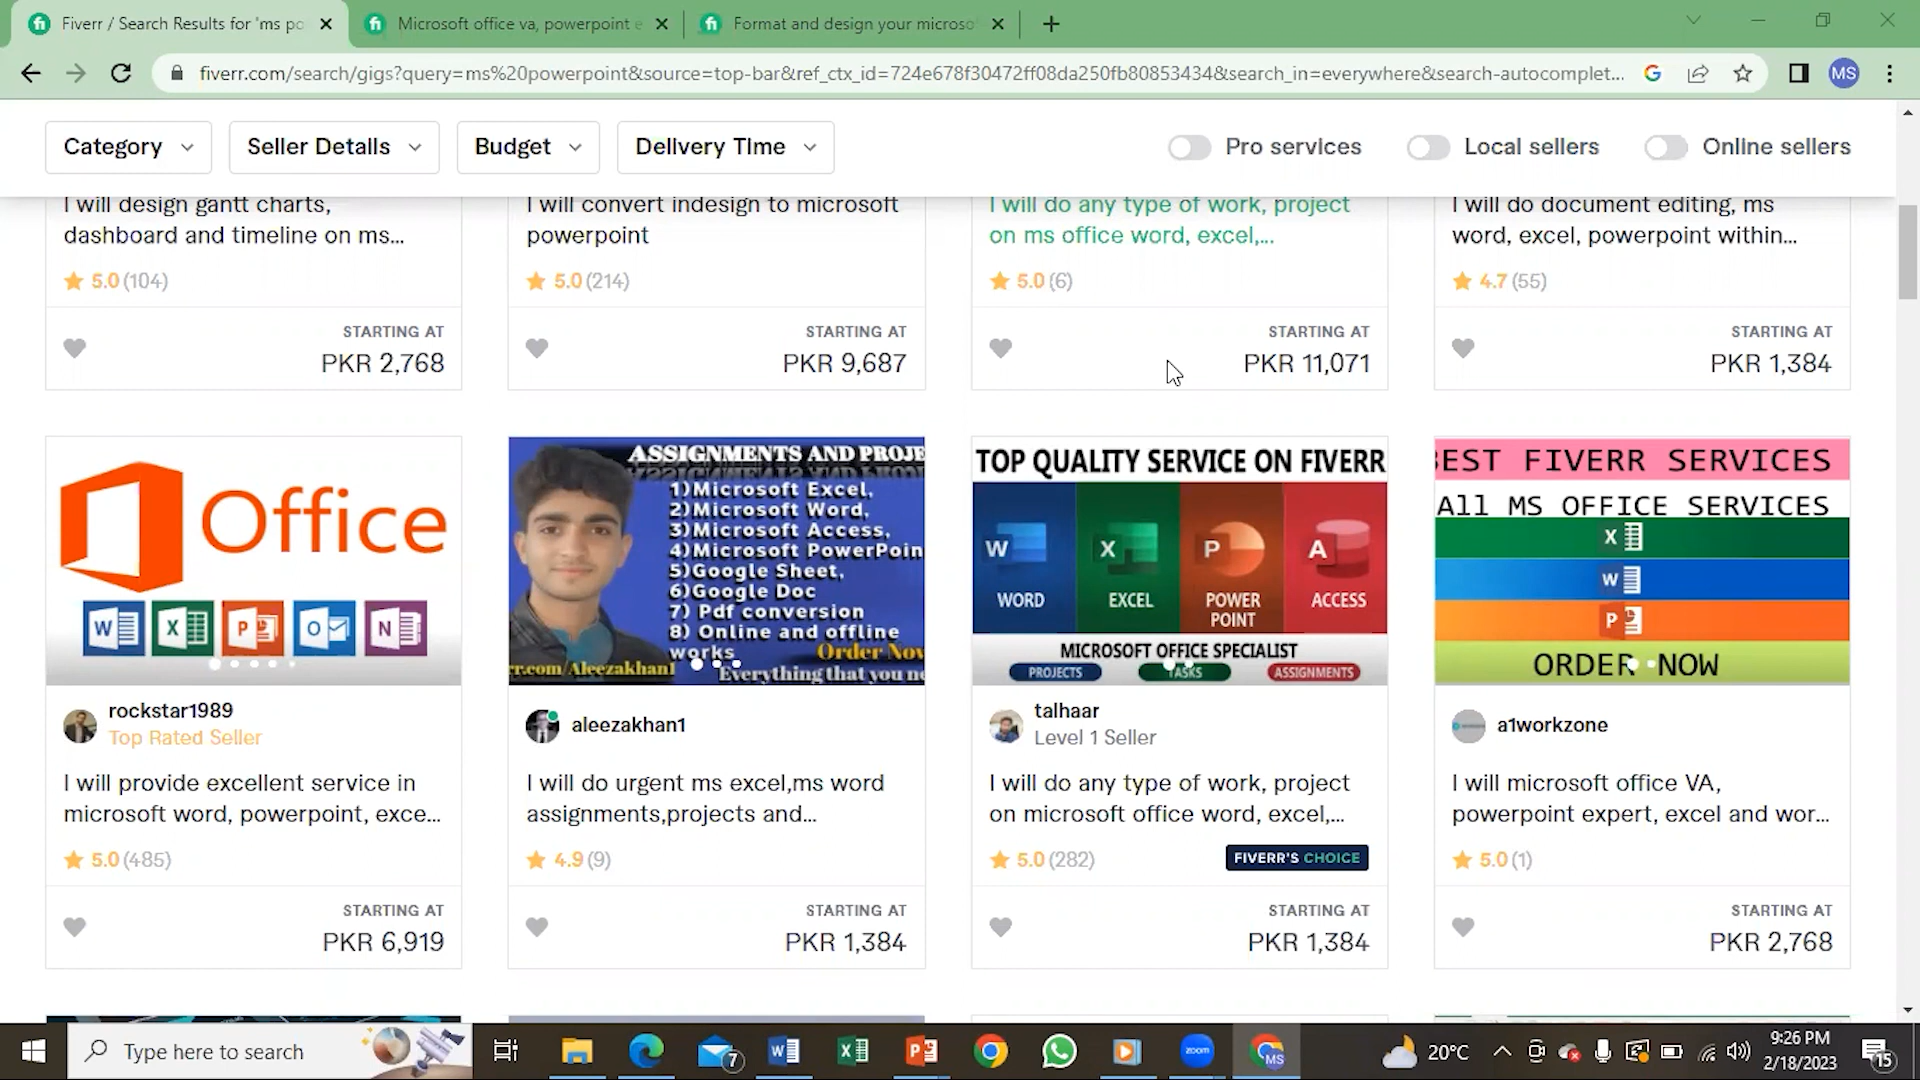 Fiverr / Search Results for 'ms po
Microsoft office va, powerpoint e
Format and design your microso
fiverr.com/search/gigs?query=ms%20powerpoint&source=top-bar&ref_ctx_id=724e678f30472ff08da250fb80853434&search_in=everywhere&search-autocomplet...
MS
Category
Seller Details
Budget
Delivery Time
Pro services
Local sellers
Online sellers
I will design gantt charts,
dashboard and timeline on ms...
5.0 (104)
STARTING AT
PKR 2,768
I will convert indesign to microsoft
powerpoint
5.0 (214)
STARTING AT
PKR 9,687
I will do any type of work, project
on ms office word, excel,...
5.0 (6)
STARTING AT
PKR 11,071
I will do document editing, ms
word, excel, powerpoint within...
4.7 (55)
STARTING AT
PKR 1,384
Office
W X P O N
rockstar1989
Top Rated Seller
I will provide excellent service in
microsoft word, powerpoint, exce...
5.0 (485)
STARTING AT
PKR 6,919
ASSIGNMENTS AND PROJE
1)Microsoft Excel,
2)Microsoft Word,
3)Microsoft Access,
4)Microsoft PowerPoin
5)Google Sheet,
6)Google Doc
7) Pdf conversion
8) Online and offline
works
Order Nov
rr.com/Aleezakhan1
Everything that you ne
aleezakhan1
I will do urgent ms excel,ms word
assignments,projects and...
4.9 (9)
STARTING AT
PKR 1,384
TOP QUALITY SERVICE ON FIVERR
W X P A
WORD EXCEL POWER POINT ACCESS
MICROSOFT OFFICE SPECIALIST
PROJECTS TASKS ASSIGNMENTS
talhaar
Level 1 Seller
I will do any type of work, project
on microsoft office word, excel,...
5.0 (282)
FIVERR'S CHOICE
STARTING AT
PKR 1,384
BEST FIVERR SERVICES
All MS OFFICE SERVICES
X
W
P
ORDER NOW
a1workzone
I will microsoft office VA,
powerpoint expert, excel and wor...
5.0 (1)
STARTING AT
PKR 2,768
Type here to search
7
zoom
MS
20°C
9:26 PM
2/18/2023
15